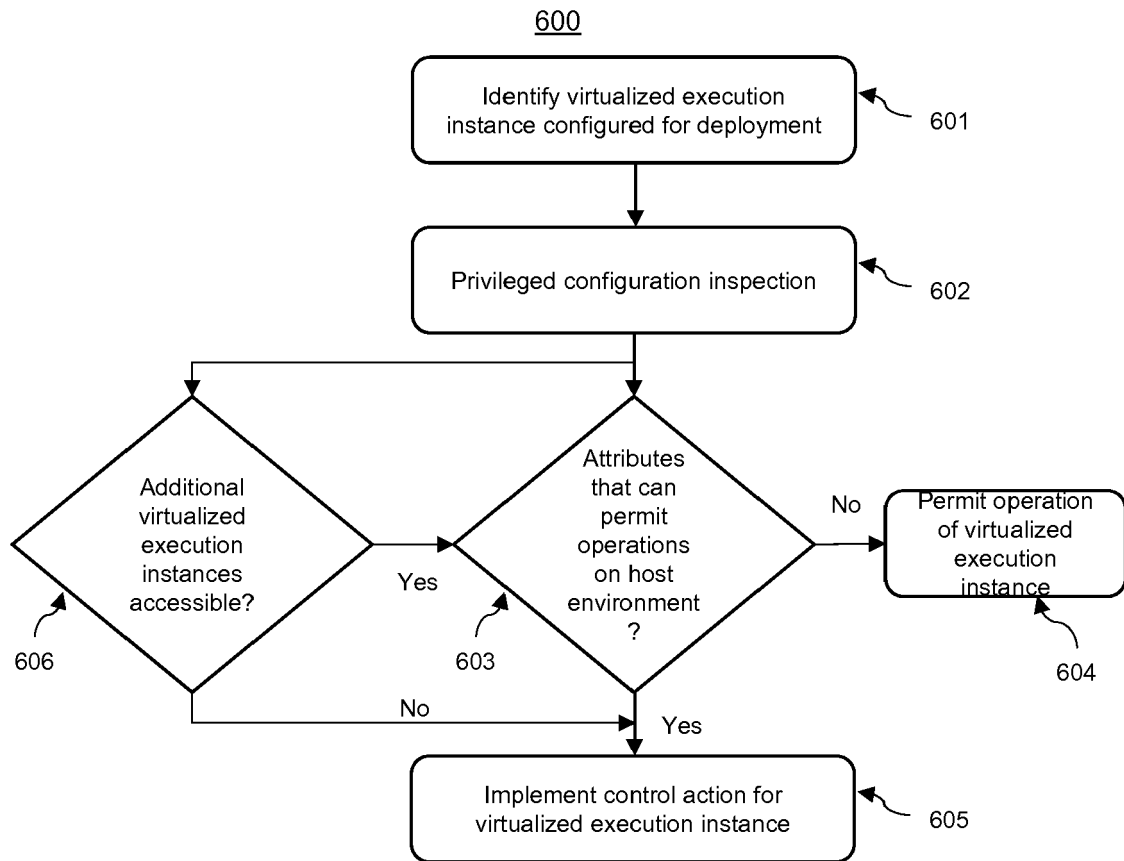 600
Identify virtualized execution
instance configured for deployment
601
Privileged configuration inspection
602
Additional
virtualized
execution
instances
accessible?
Yes
606
Attributes
that can
permit
operations
on host
environment
?
603
No
Permit operation
of virtualized
execution
instance
604
No
Yes
Implement control action for
virtualized execution instance
605